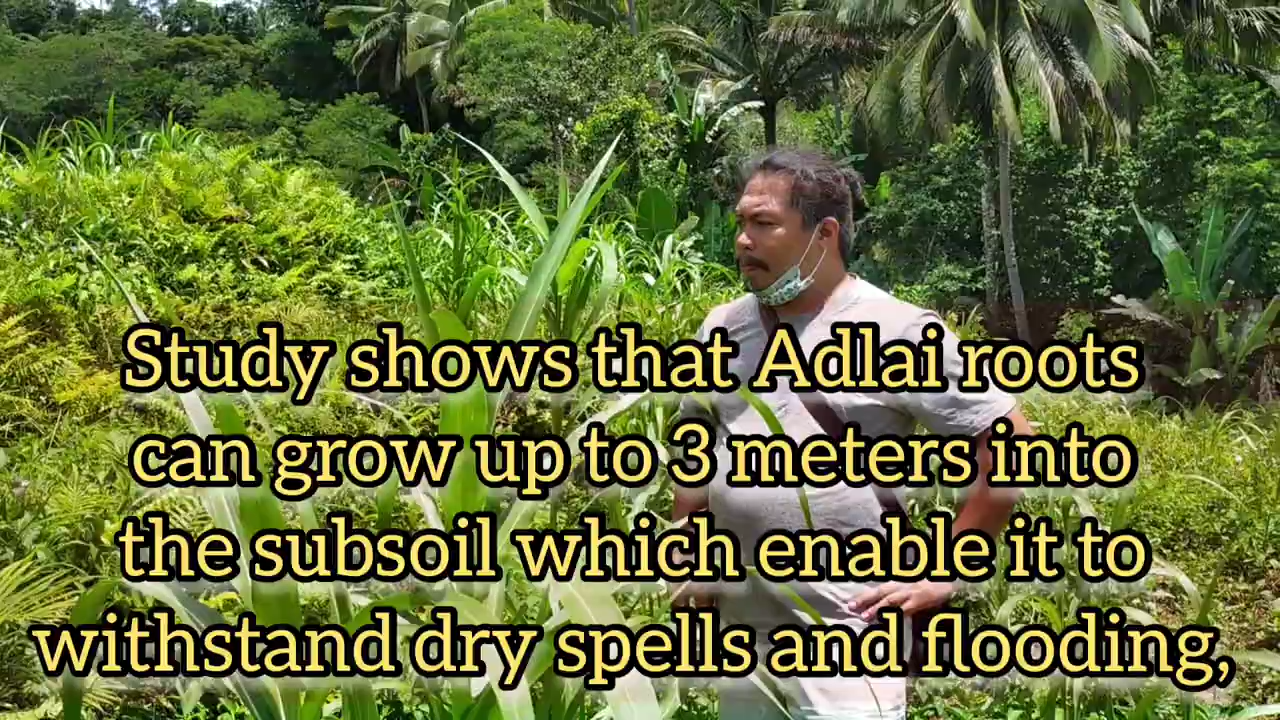 Study shows that Adlai roots
can grow up to 3 meters into
the subsoil which enable it to
withstand dry spells and flooding,